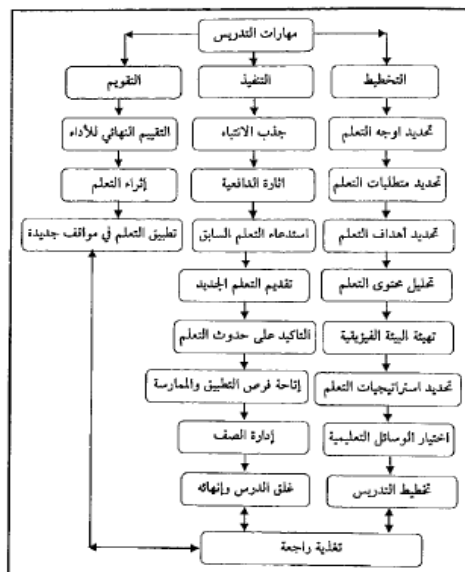 مهارات التدريس
التخطيط
تحديد اوجه التعلم
تحديد متطلبات التعلم
تحديد أهداف التعلم
تحليل محتوى التعلم
تهيئة البيئة الفيزيقية
تحديد استراتيجيات التعلم
اختيار الوسائل التعليمية
تخطيط التدريس
التنفيذ
جذب الانتباه
اثارة الدافعية
استدعاء التعلم السابق
تقديم التعلم الجديد
التاكيد على حدوث التعلم
إتاحة فرص التطبيق والممارسة
إدارة الصف
غلق الدرس وإنهائه
التقويم
التقييم النهائي للأداء
إثراء التعلم
تطبيق التعلم في مواقف جديدة
تغذية راجعة